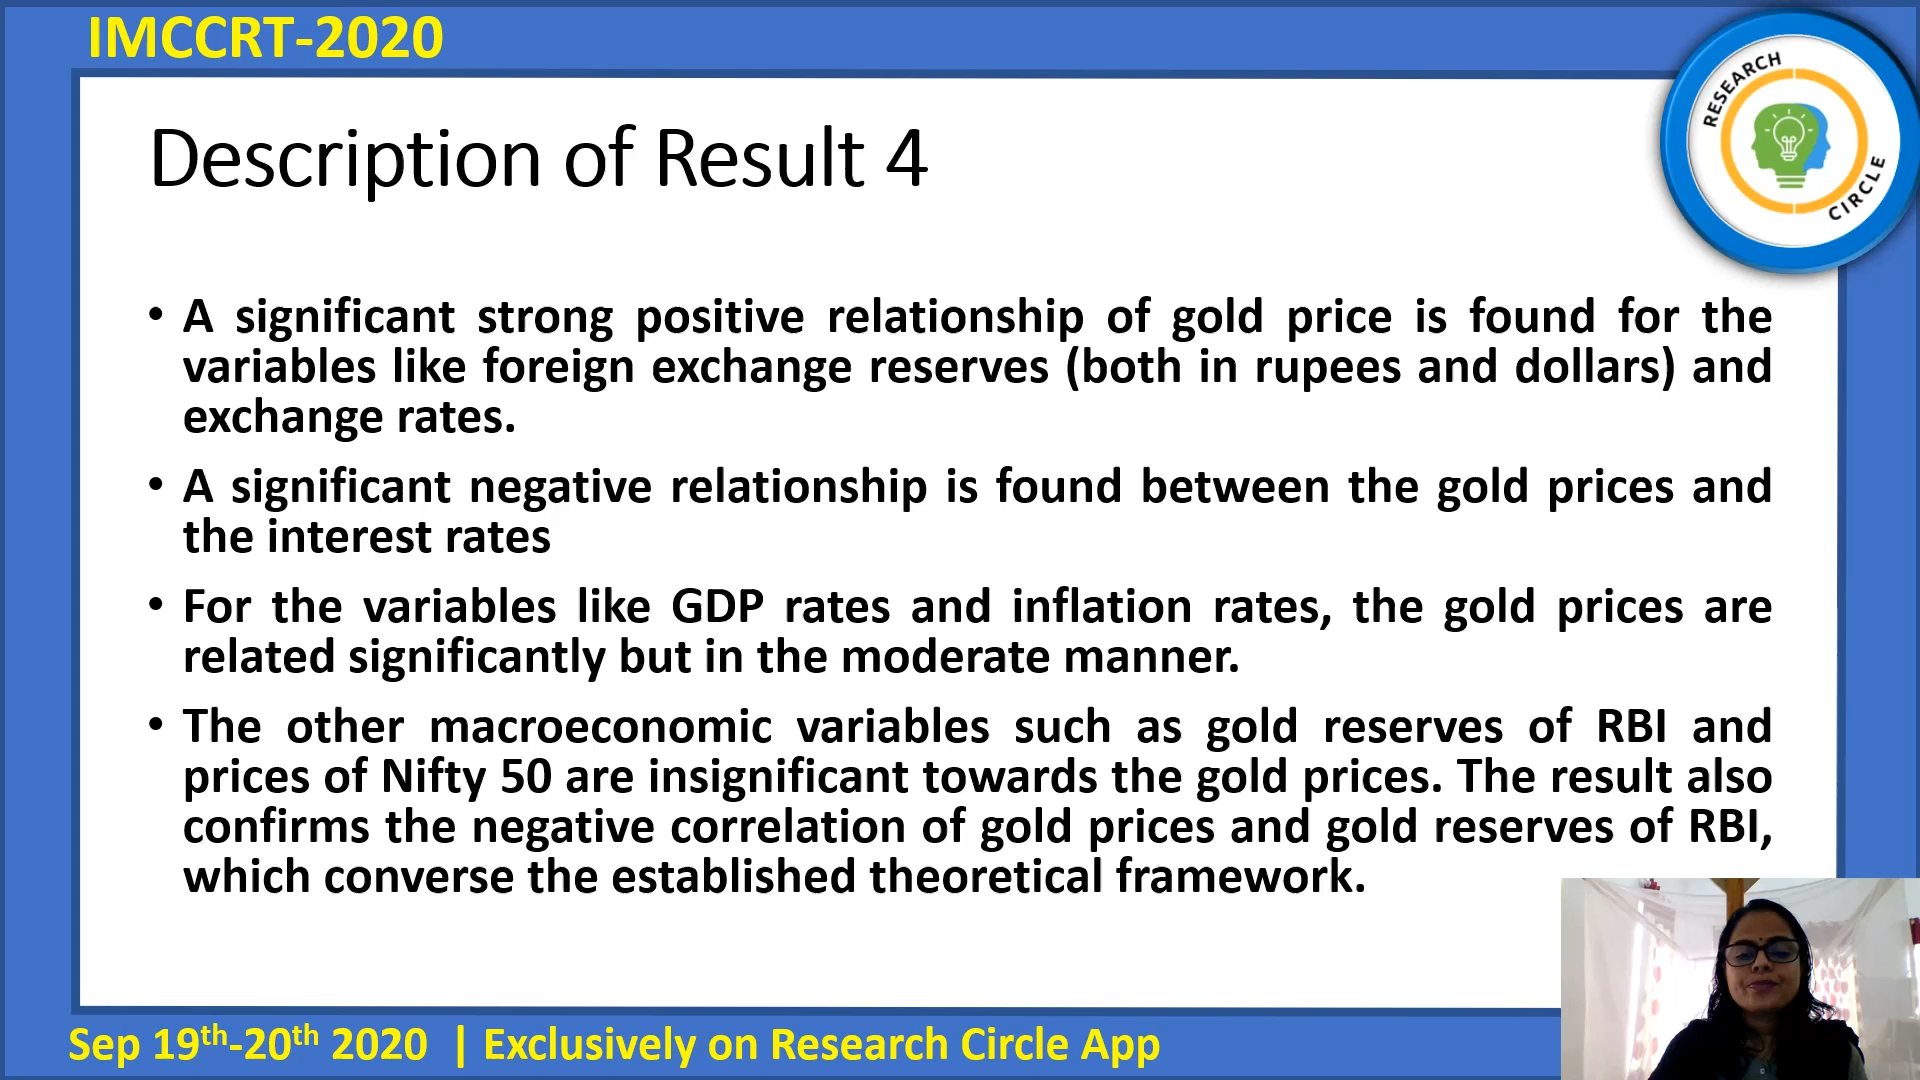 IMCCRT-2020
RESEARCH
CIRCLE
Description of Result 4
• A significant strong positive relationship of gold price is found for the
variables like foreign exchange reserves (both in rupees and dollars) and
exchange rates.
• A significant negative relationship is found between the gold prices and
the interest rates
• For the variables like GDP rates and inflation rates, the gold prices are
related significantly but in the moderate manner.
• The other macroeconomic variables such as gold reserves of RBI and
prices of Nifty 50 are insignificant towards the gold prices. The result also
confirms the negative correlation of gold prices and gold reserves of RBI,
which converse the established theoretical framework.
Sep 19th-20th 2020 | Exclusively on Research Circle App